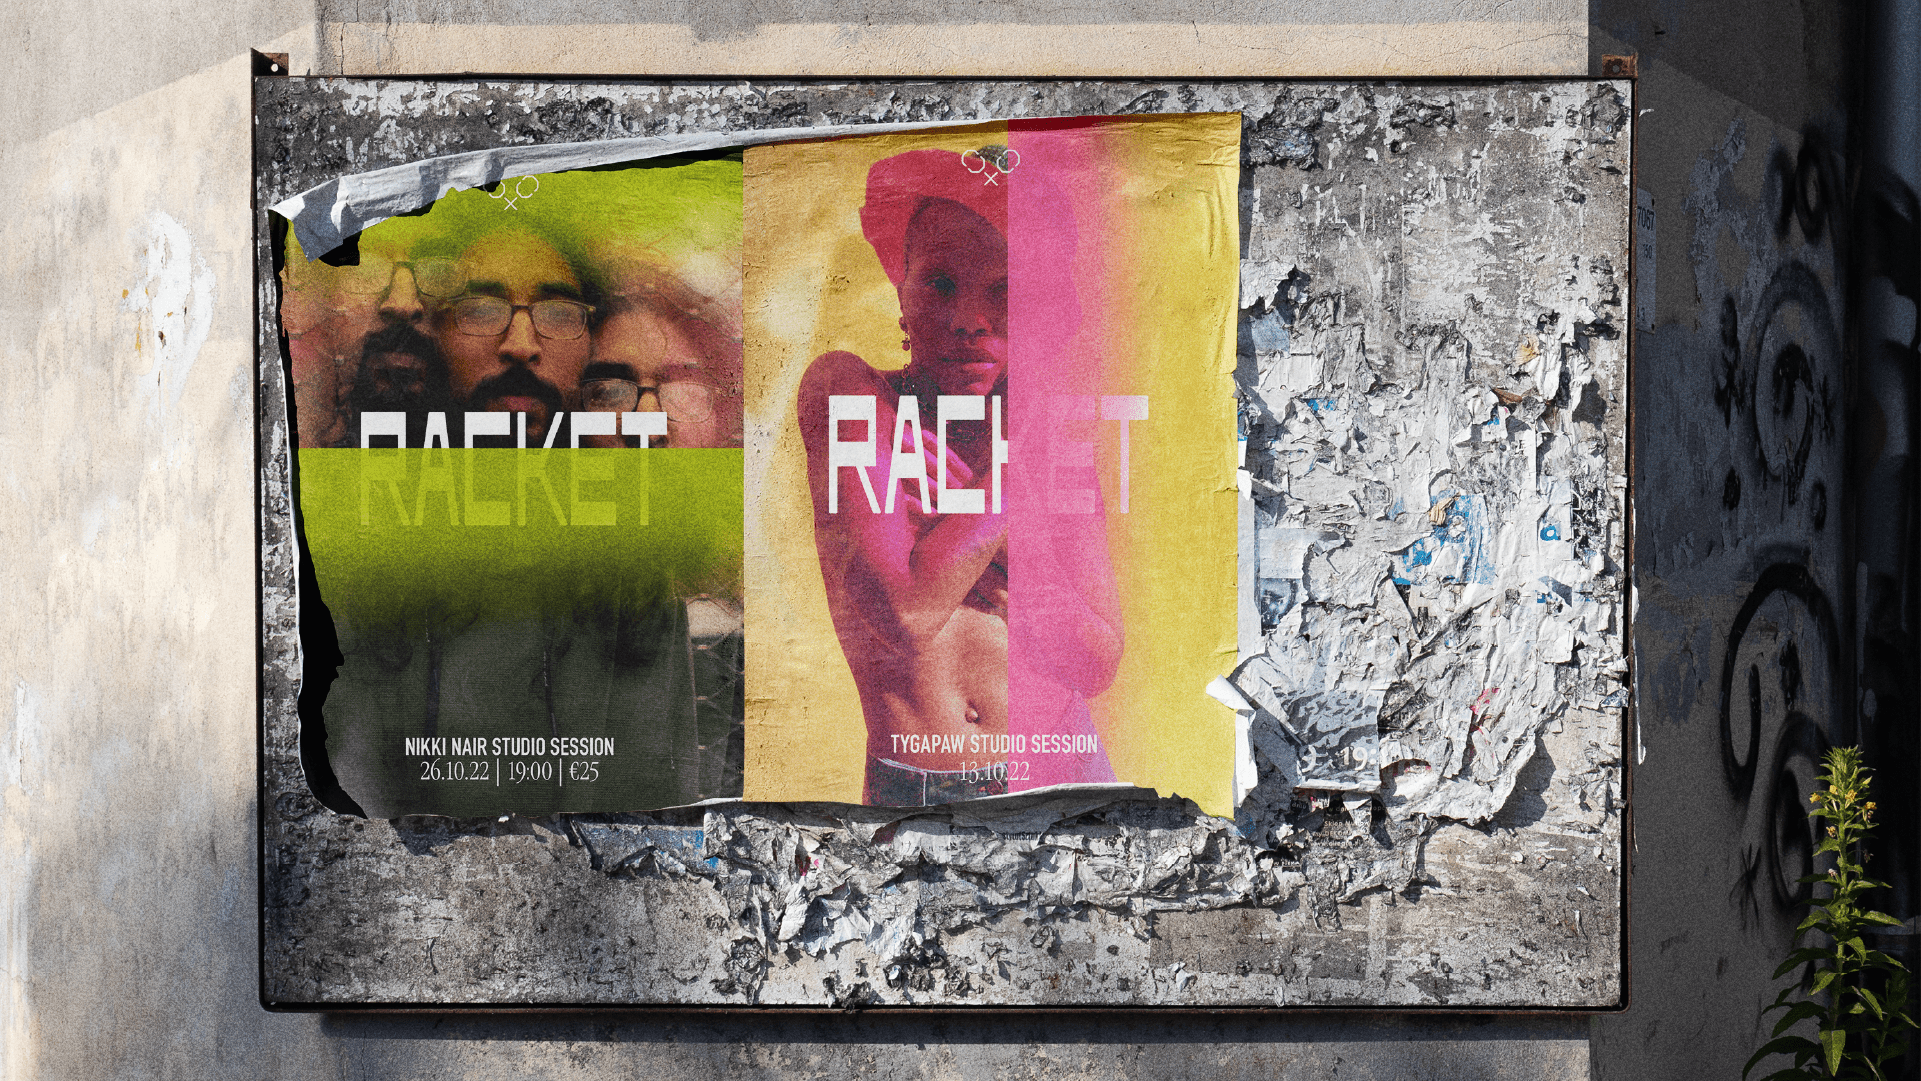 RACKET
NIKKI NAIR STUDIO SESSION
26.10.22 | 19:00 | €25
RACKET
TYGAPAW STUDIO SESSION
13.10.22